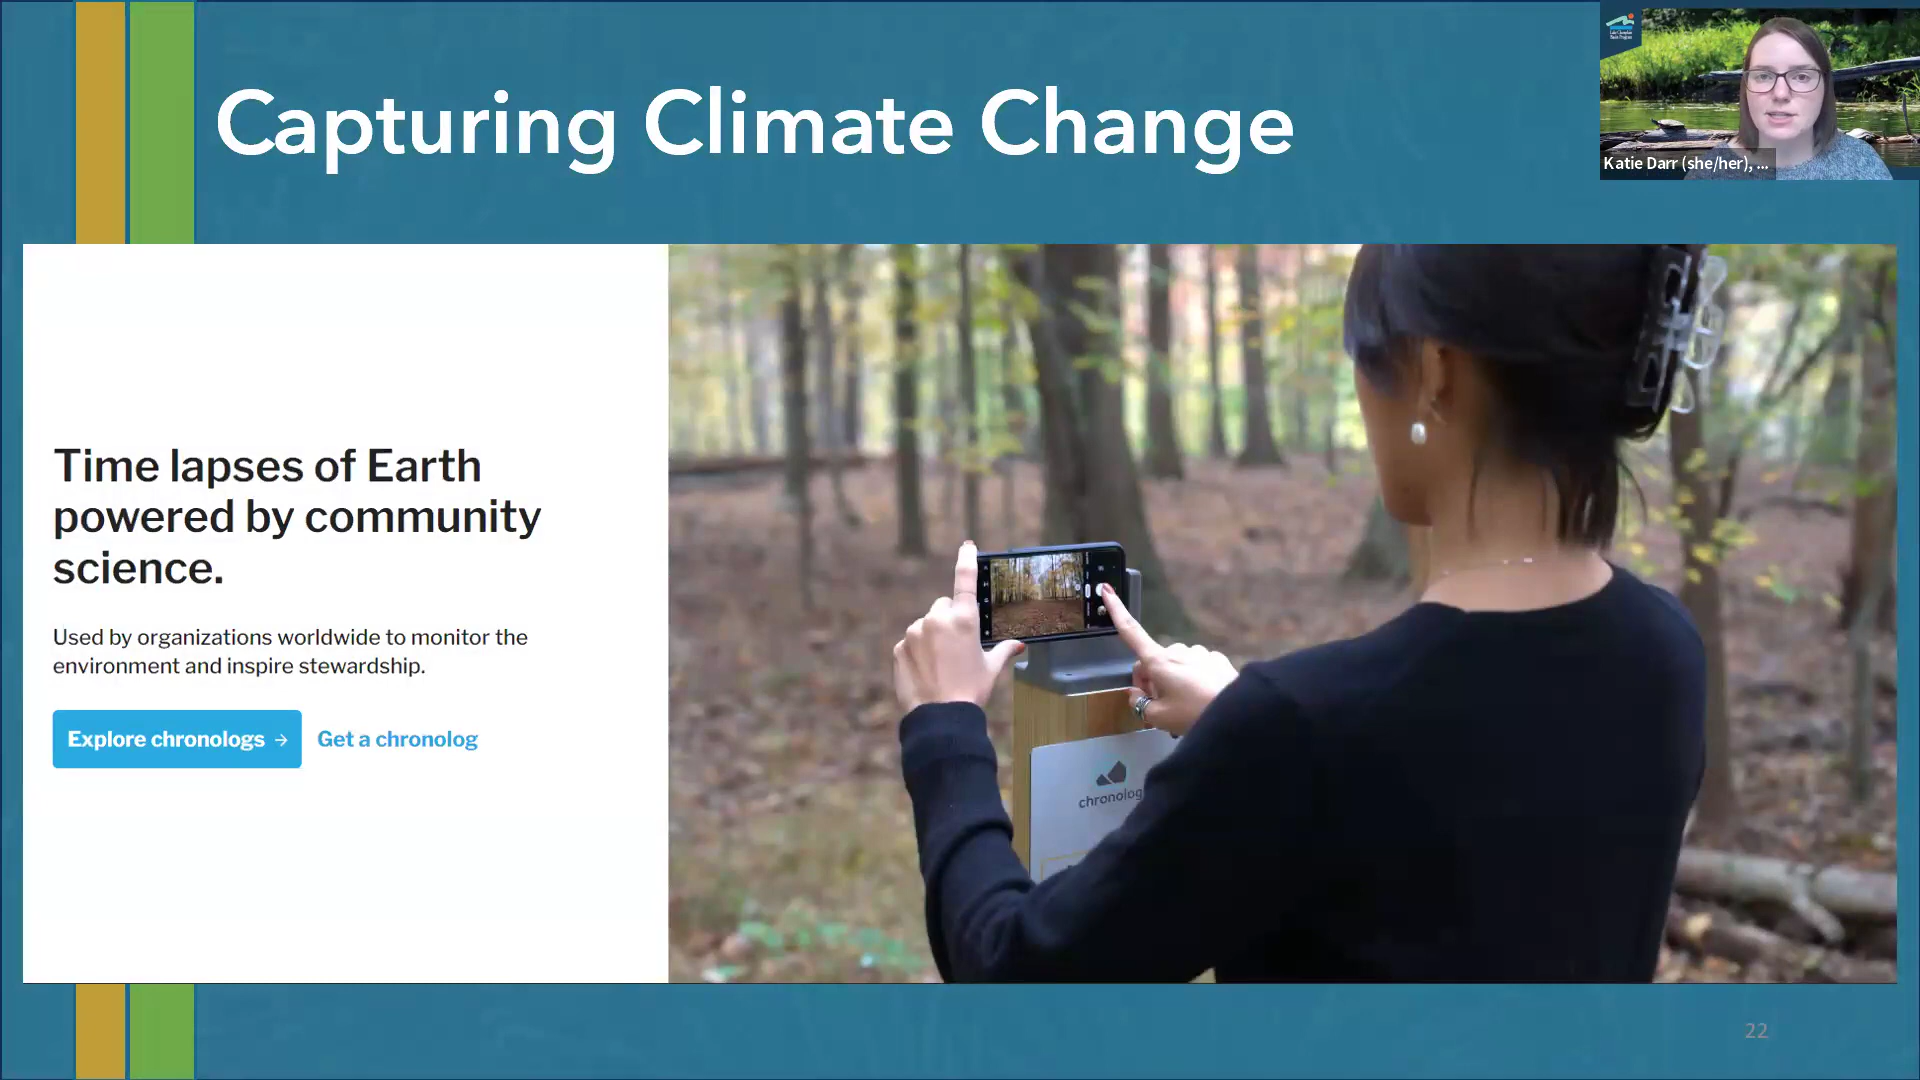 Capturing Climate Change
Katie Darr (she/her), ...
Time lapses of Earth
powered by community
science.
Used by organizations worldwide to monitor the
environment and inspire stewardship.
Explore chronologs →
Get a chronolog
chronolog
22